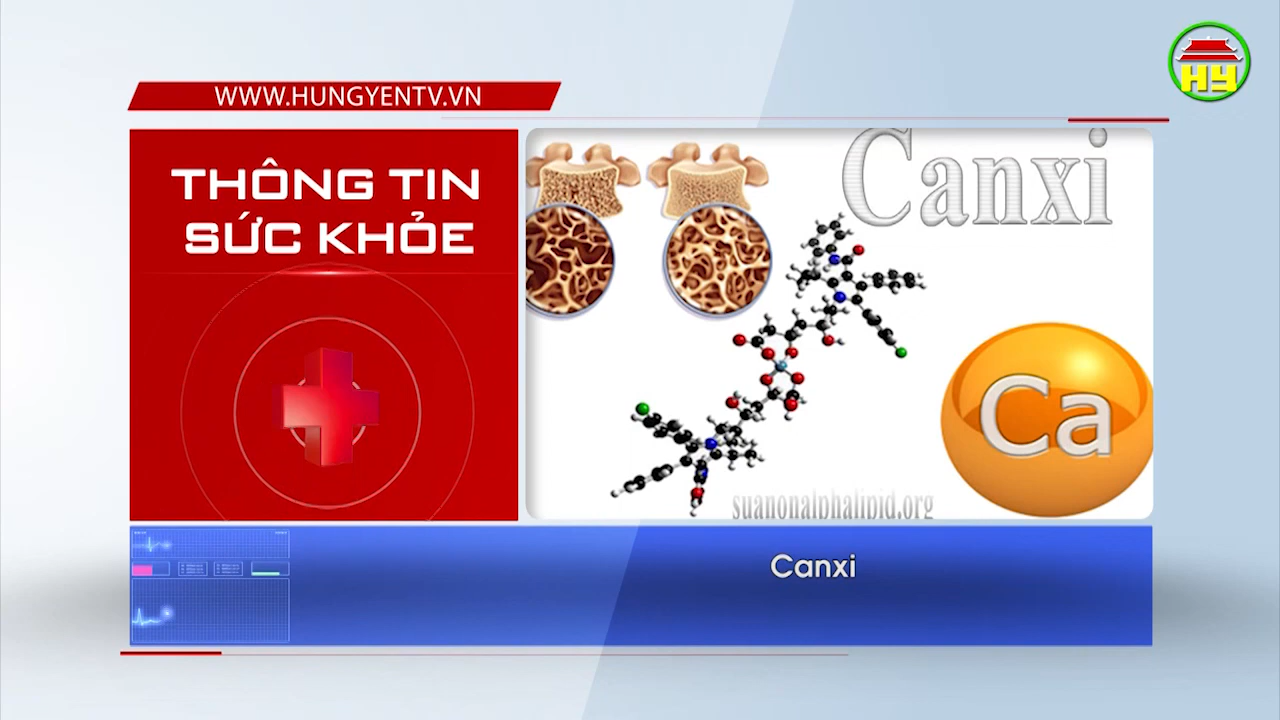 HY
WWW.HUNGYENTV.VN
THÔNG TIN
SỨC KHỎE
Canxi
Ca
suanonalphalipid.org
Canxi